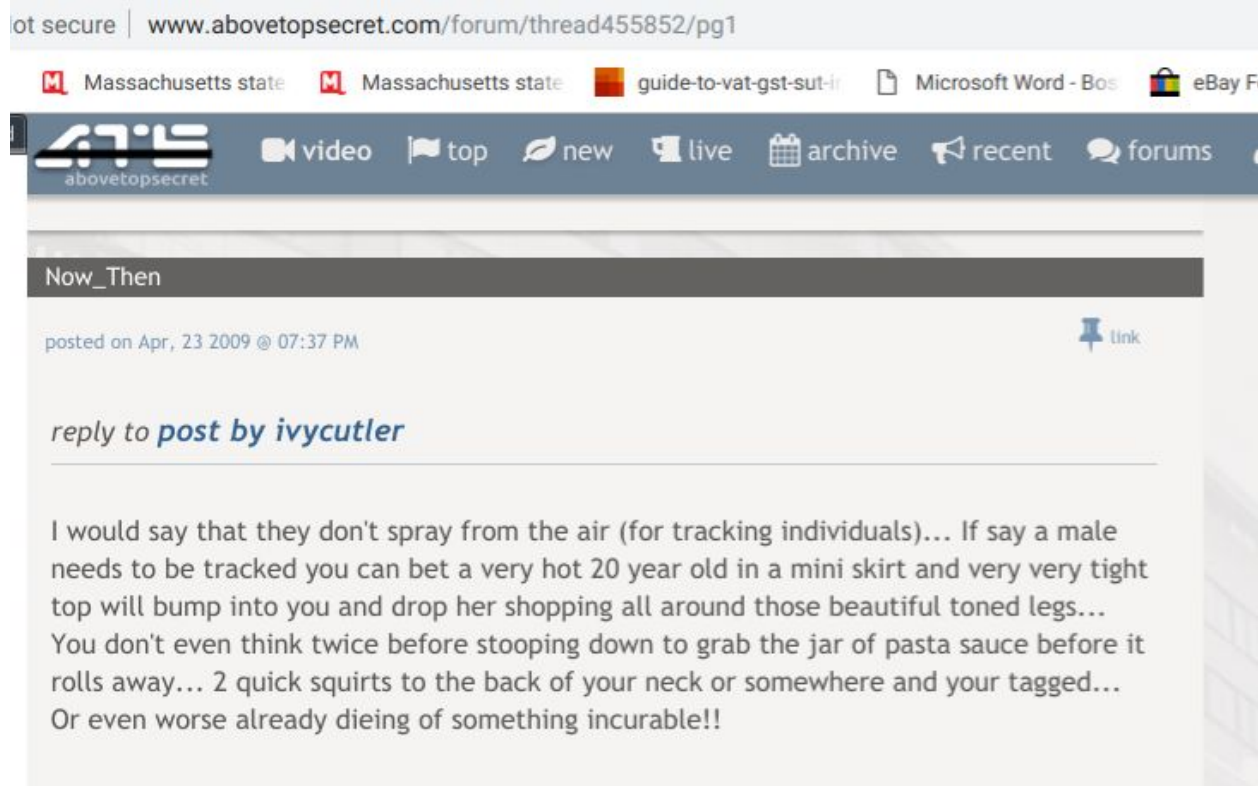 ot secure | www.abovetopsecret.com/forum/thread455852/pg1
Massachusetts state Massachusetts state guide-to-vat-gst-sut-i Microsoft Word - Bos eBay F
ATS video top new live archive recent forums
abovetopsecret
Now_Then
posted on Apr, 23 2009 @ 07:37 PM link
reply to post by ivycutler
I would say that they don't spray from the air (for tracking individuals)... If say a male
needs to be tracked you can bet a very hot 20 year old in a mini skirt and very very tight
top will bump into you and drop her shopping all around those beautiful toned legs...
You don't even think twice before stooping down to grab the jar of pasta sauce before it
rolls away... 2 quick squirts to the back of your neck or somewhere and your tagged...
Or even worse already dieing of something incurable!!